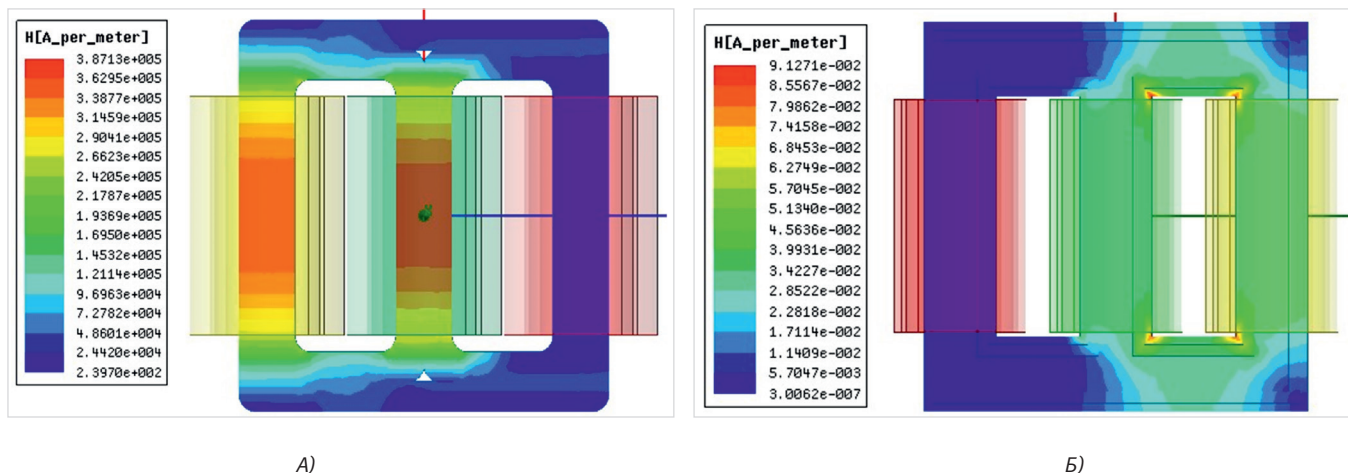 H[A_per_meter]
3.8713e+005
3.6295e+005
3.3877e+005
3.1459e+005
2.9041e+005
2.6623e+005
2.4205e+005
2.1787e+005
1.9369e+005
1.6950e+005
1.4532e+005
1.2114e+005
9.6963e+004
7.2782e+004
4.8601e+004
2.4420e+004
2.3970e+002
А)
H[A_per_meter]
9.1271e-002
8.5567e-002
7.9862e-002
7.4158e-002
6.8453e-002
6.2749e-002
5.7045e-002
5.1340e-002
4.5636e-002
3.9931e-002
3.4227e-002
2.8522e-002
2.2818e-002
1.7114e-002
1.1409e-002
5.7047e-003
3.0062e-007
Б)